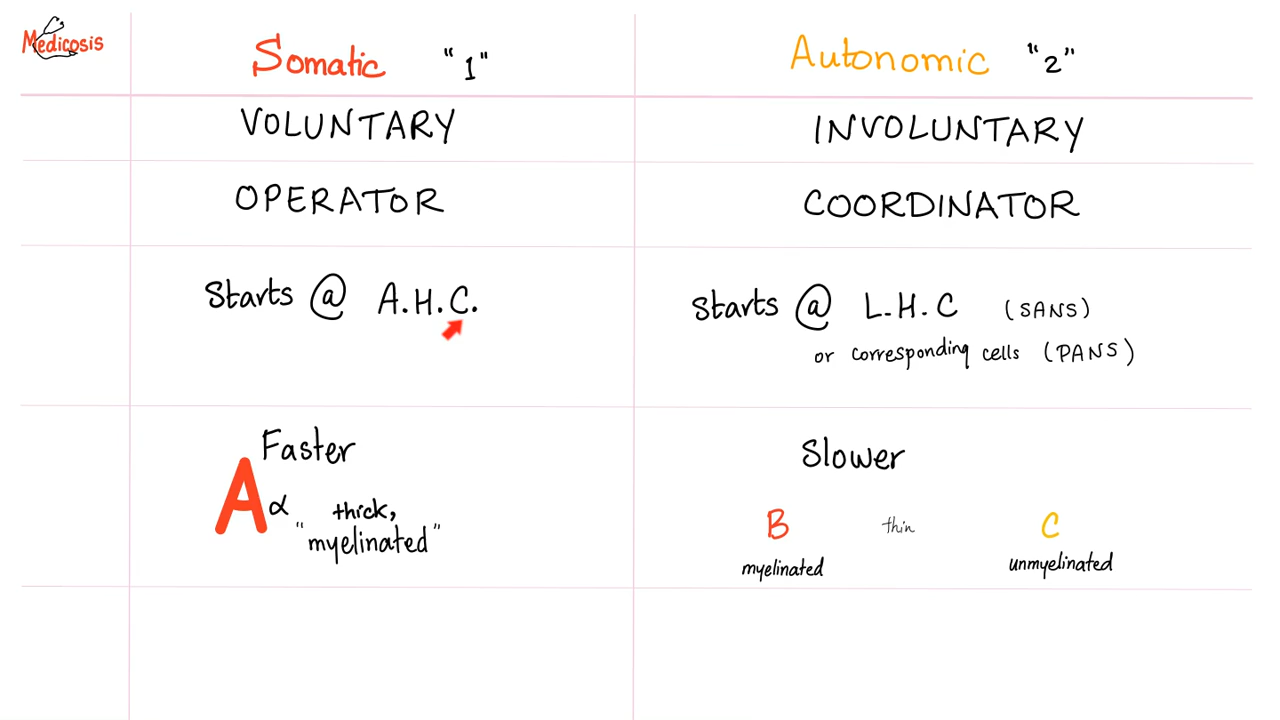 Medicosis
Somatic "1"
Autonomic "2"
VOLUNTARY
INVOLUNTARY
OPERATOR
COORDINATOR
Starts @ A.H.C.
Starts @ L.H.C (SANS)
or corresponding cells (PANS)
Faster
Aα "thick,
myelinated"
Slower
B thin C
myelinated unmyelinated